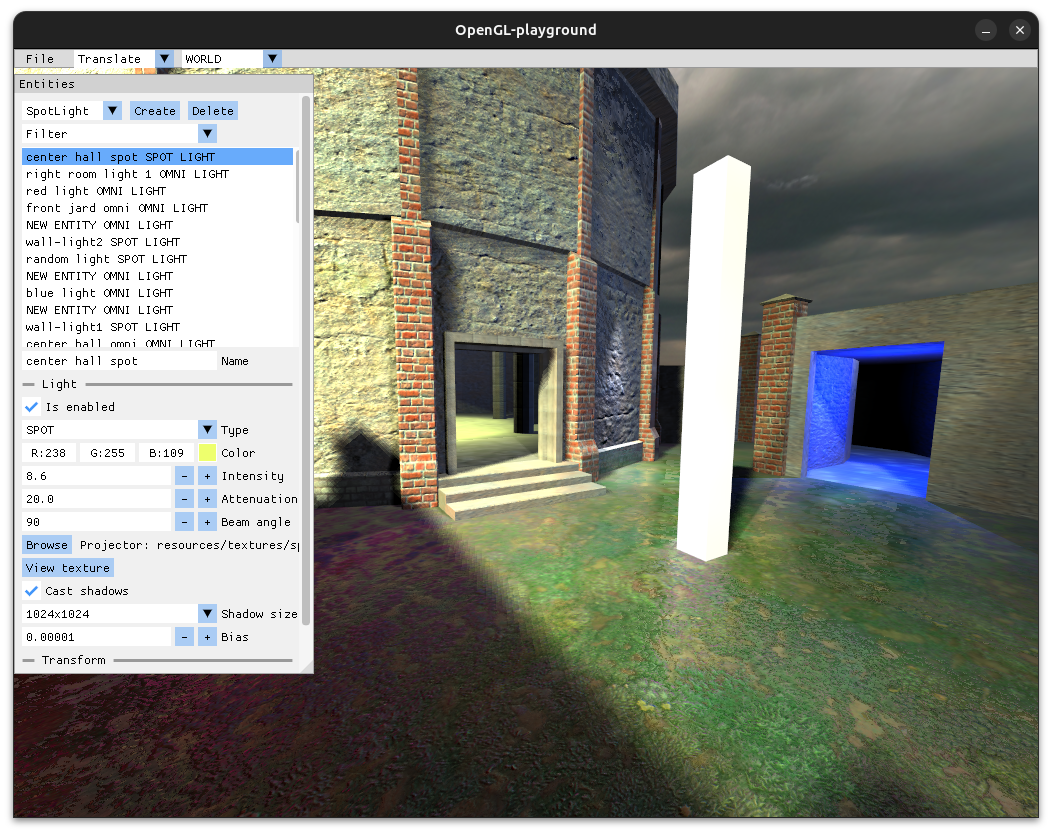 OpenGL-playground
File Translate WORLD
Entities
SpotLight Create Delete
Filter
center hall spot SPOT LIGHT
right room light 1 OMNI LIGHT
red light OMNI LIGHT
front jard omni OMNI LIGHT
NEW ENTITY OMNI LIGHT
wall-light2 SPOT LIGHT
random light SPOT LIGHT
NEW ENTITY OMNI LIGHT
blue light OMNI LIGHT
NEW ENTITY OMNI LIGHT
wall-light1 SPOT LIGHT
center hall omni OMNI LIGHT
center hall spot Name
Light
Is enabled
SPOT Type
R:238 G:255 B:109 Color
8.6 - + Intensity
20.0 - + Attenuation
90 - + Beam angle
Browse Projector: resources/textures/sp
View texture
Cast shadows
1024x1024 Shadow size
0.00001 - + Bias
Transform